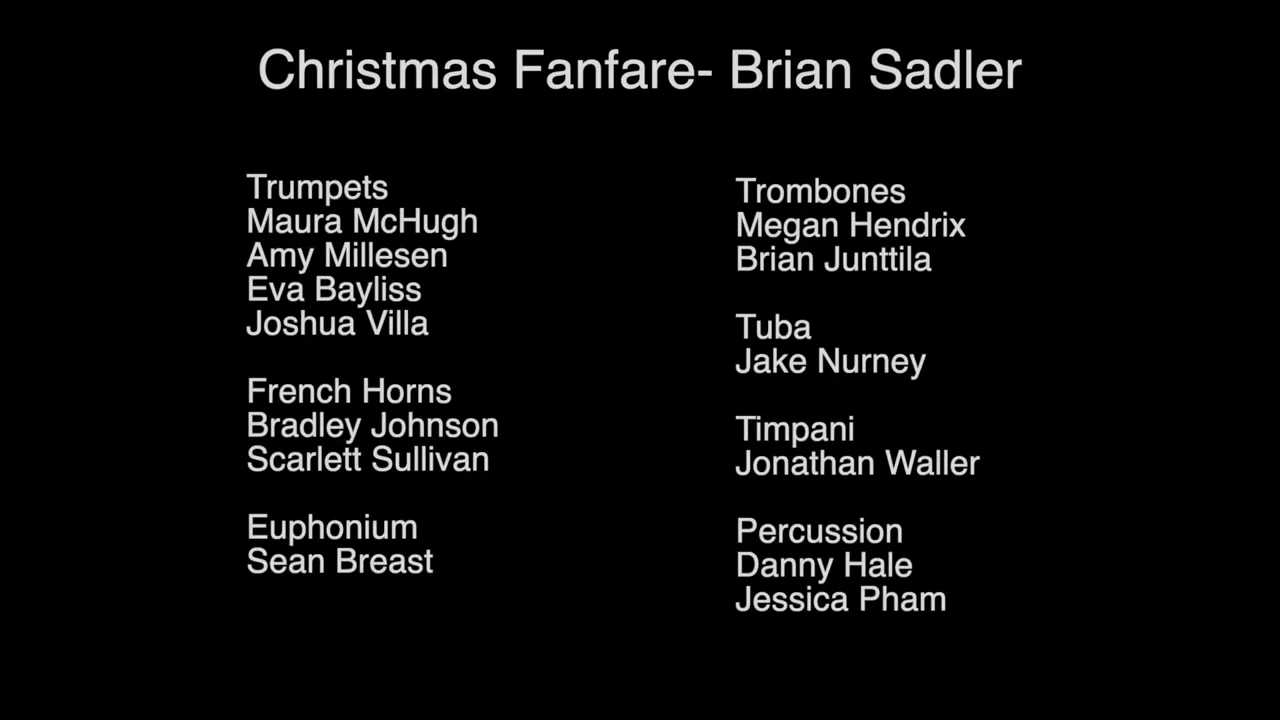 Christmas Fanfare- Brian Sadler
Trumpets
Maura McHugh
Amy Millesen
Eva Bayliss
Joshua Villa
French Horns
Bradley Johnson
Scarlett Sullivan
Euphonium
Sean Breast
Trombones
Megan Hendrix
Brian Junttila
Tuba
Jake Nurney
Timpani
Jonathan Waller
Percussion
Danny Hale
Jessica Pham